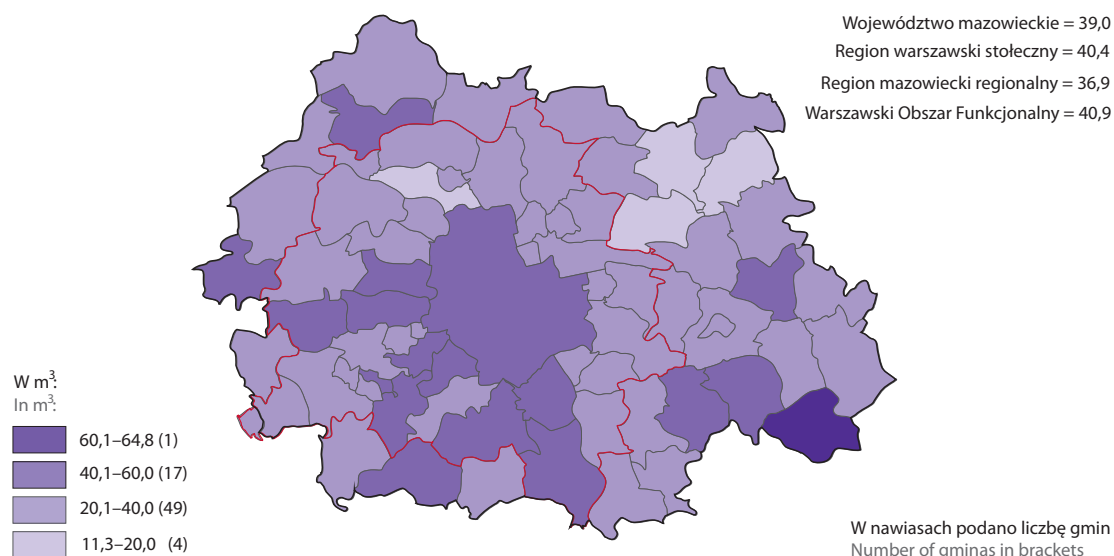 Województwo mazowieckie = 39,0
Region warszawski stołeczny = 40,4
Region mazowiecki regionalny = 36,9
Warszawski Obszar Funkcjonalny = 40,9
W m³:
In m³:
60,1–64,8 (1)
40,1–60,0 (17)
20,1–40,0 (49)
11,3–20,0 (4)
W nawiasach podano liczbę gmin
Number of gminas in brackets